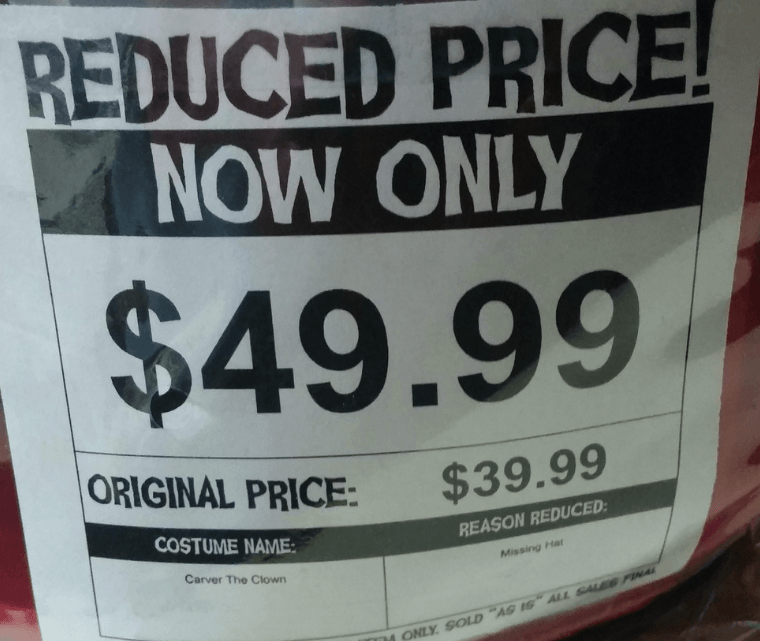 REDUCED PRICE!
NOW ONLY
$49.99
ORIGINAL PRICE: $39.99
COSTUME NAME: REASON REDUCED:
Carver The Clown Missing Hat
ONLY. SOLD "AS IS" ALL SALES FINAL